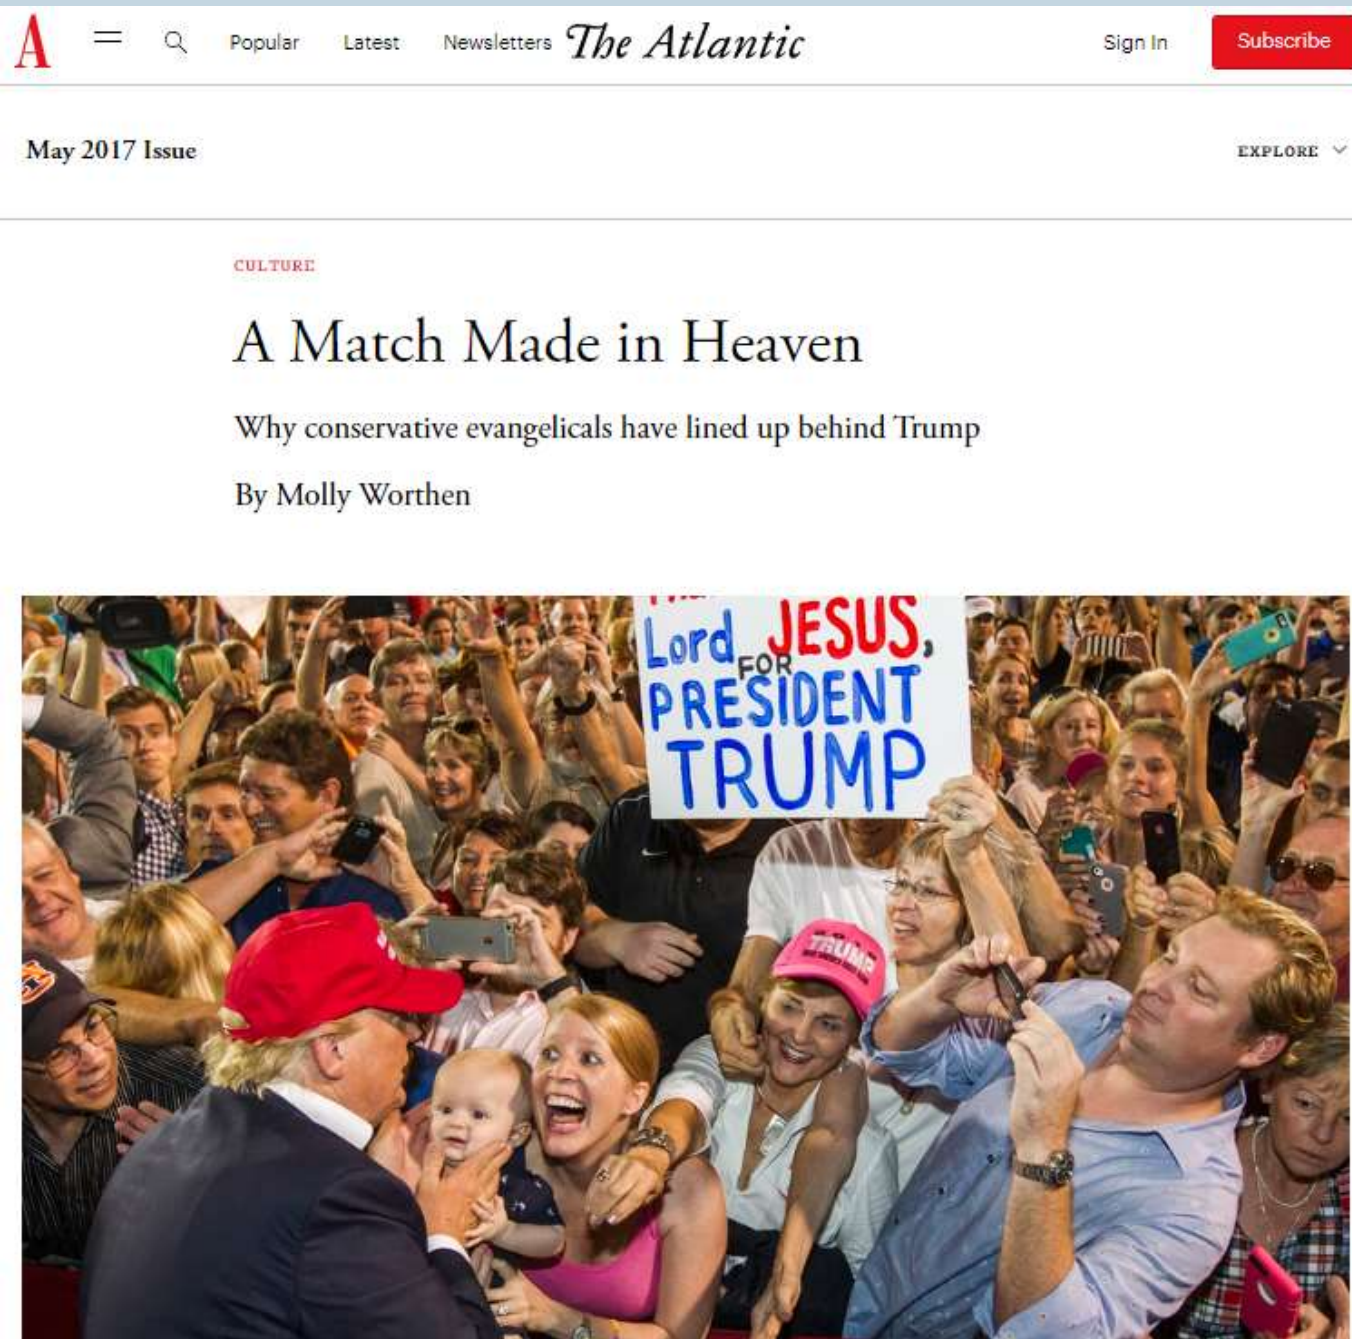 A
Popular Latest Newsletters The Atlantic Sign In Subscribe
May 2017 Issue
EXPLORE
CULTURE
A Match Made in Heaven
Why conservative evangelicals have lined up behind Trump
By Molly Worthen
Lord JESUS,
FOR
PRESIDENT
TRUMP
TRUMP